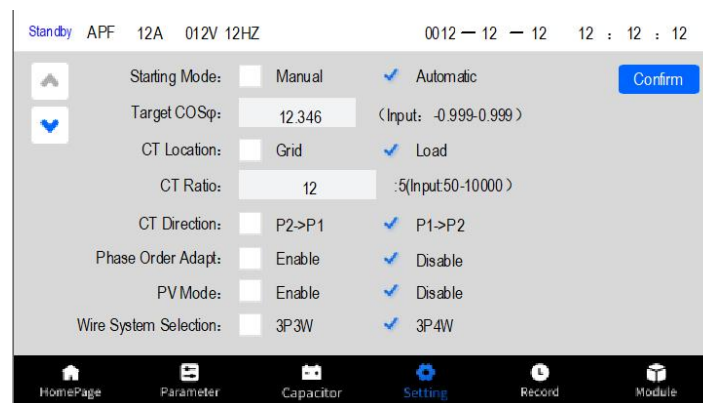 Standby APF 12A 012V 12HZ 0012 — 12 — 12 12 : 12 : 12
Starting Mode: Manual Automatic Confirm
Target COSφ: 12.346 (Input: -0.999-0.999)
CT Location: Grid Load
CT Ratio: 12 :5(Input:50-10000)
CT Direction: P2->P1 P1->P2
Phase Order Adapt: Enable Disable
PV Mode: Enable Disable
Wire System Selection: 3P3W 3P4W
HomePage Parameter Capacitor Setting Record Module